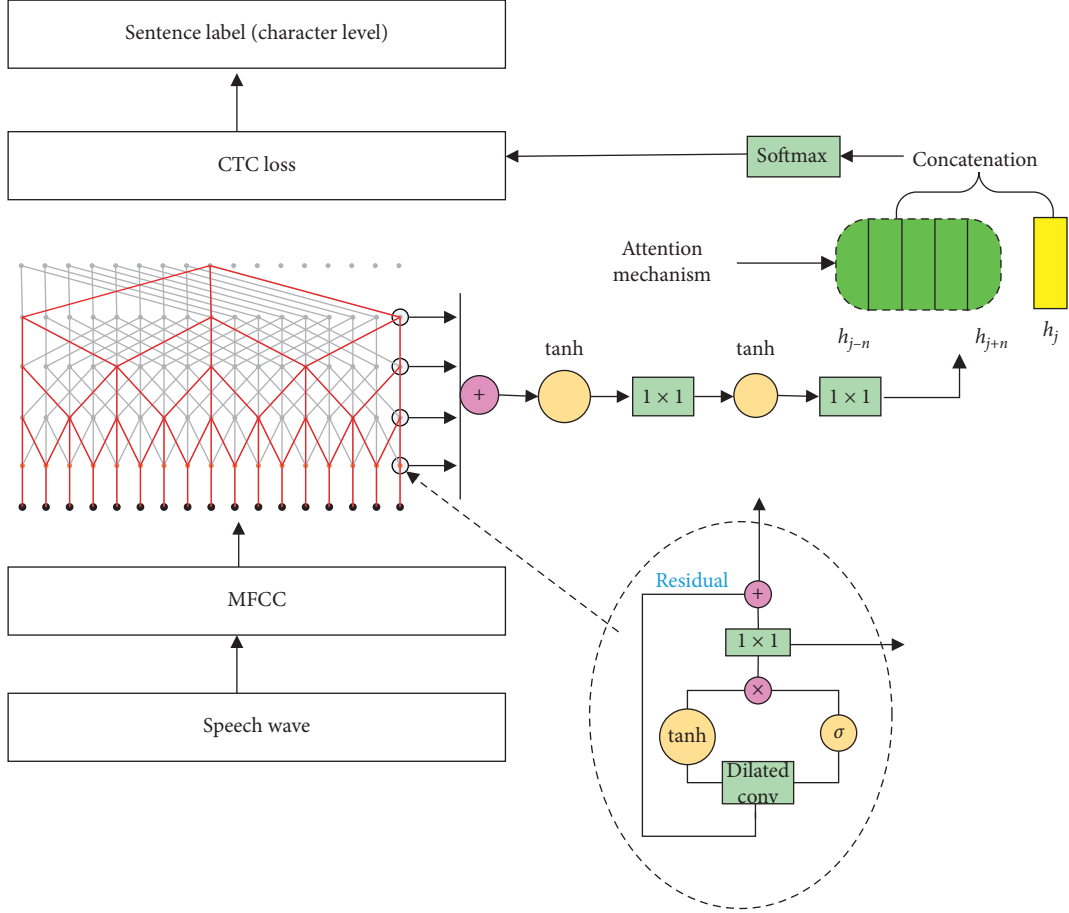 Sentence label (character level)
CTC loss
Softmax
Concatenation
Attention
mechanism
h_{j–n}
h_{j+n}
h_j
tanh
tanh
+
1 × 1
1 × 1
MFCC
Speech wave
Residual
+
1 × 1
×
tanh
σ
Dilated
conv